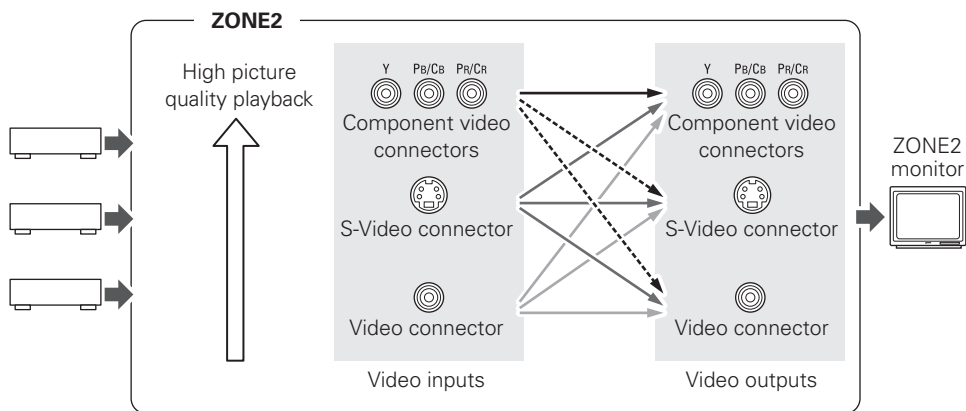 ZONE2
High picture
quality playback
Y PB/CB PR/CR
Component video
connectors
S-Video connector
Video connector
Video inputs
Y PB/CB PR/CR
Component video
connectors
S-Video connector
Video connector
Video outputs
ZONE2
monitor